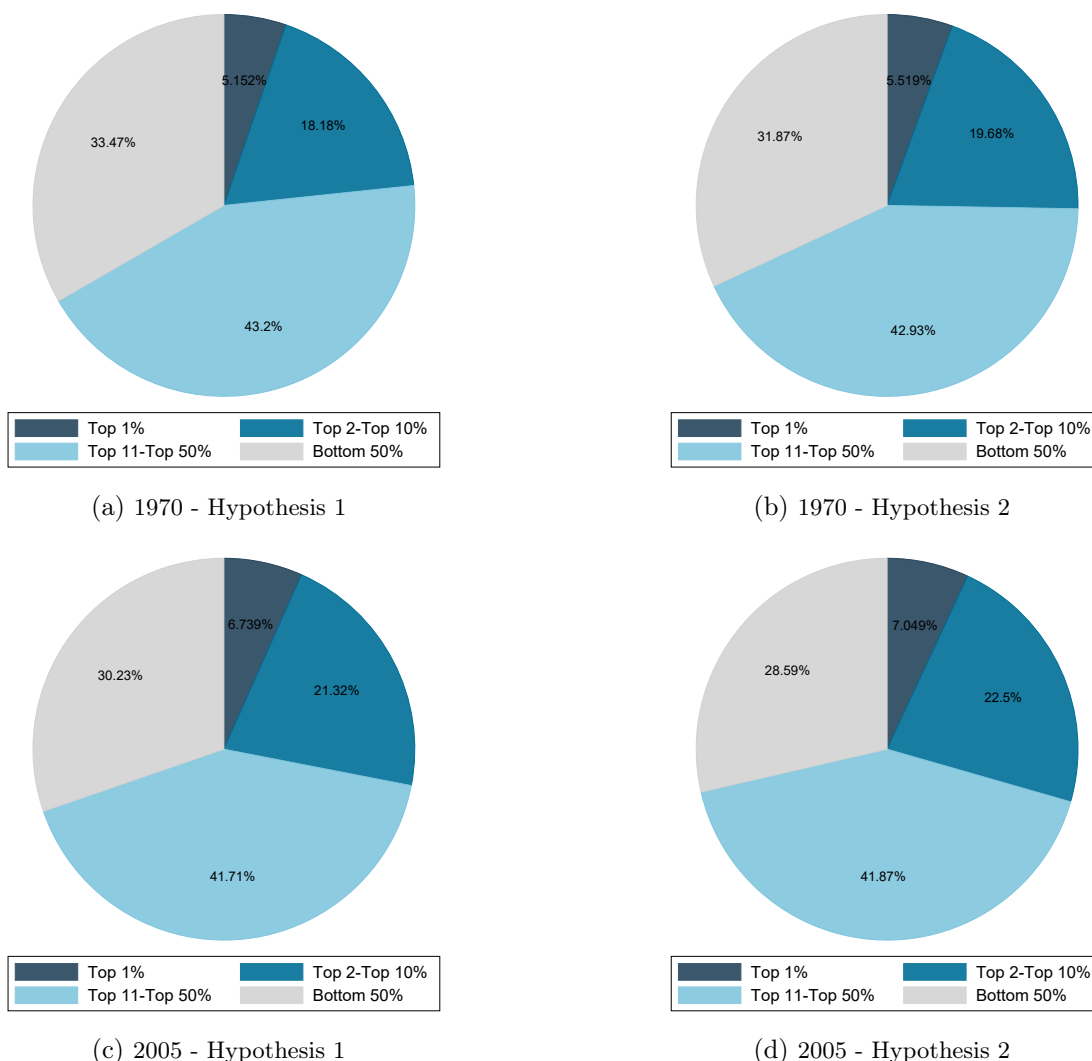 5.152%
18.18%
33.47%
43.2%
Top 1%
Top 2-Top 10%
Top 11-Top 50%
Bottom 50%
(a) 1970 - Hypothesis 1
5.519%
19.68%
31.87%
42.93%
Top 1%
Top 2-Top 10%
Top 11-Top 50%
Bottom 50%
(b) 1970 - Hypothesis 2
6.739%
21.32%
30.23%
41.71%
Top 1%
Top 2-Top 10%
Top 11-Top 50%
Bottom 50%
(c) 2005 - Hypothesis 1
7.049%
22.5%
28.59%
41.87%
Top 1%
Top 2-Top 10%
Top 11-Top 50%
Bottom 50%
(d) 2005 - Hypothesis 2